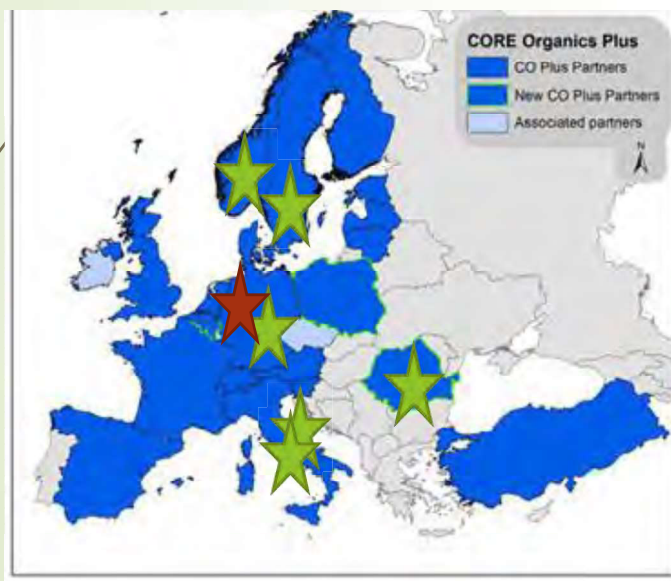 CORE Organics Plus
CO Plus Partners
New CO Plus Partners
Associated partners
N